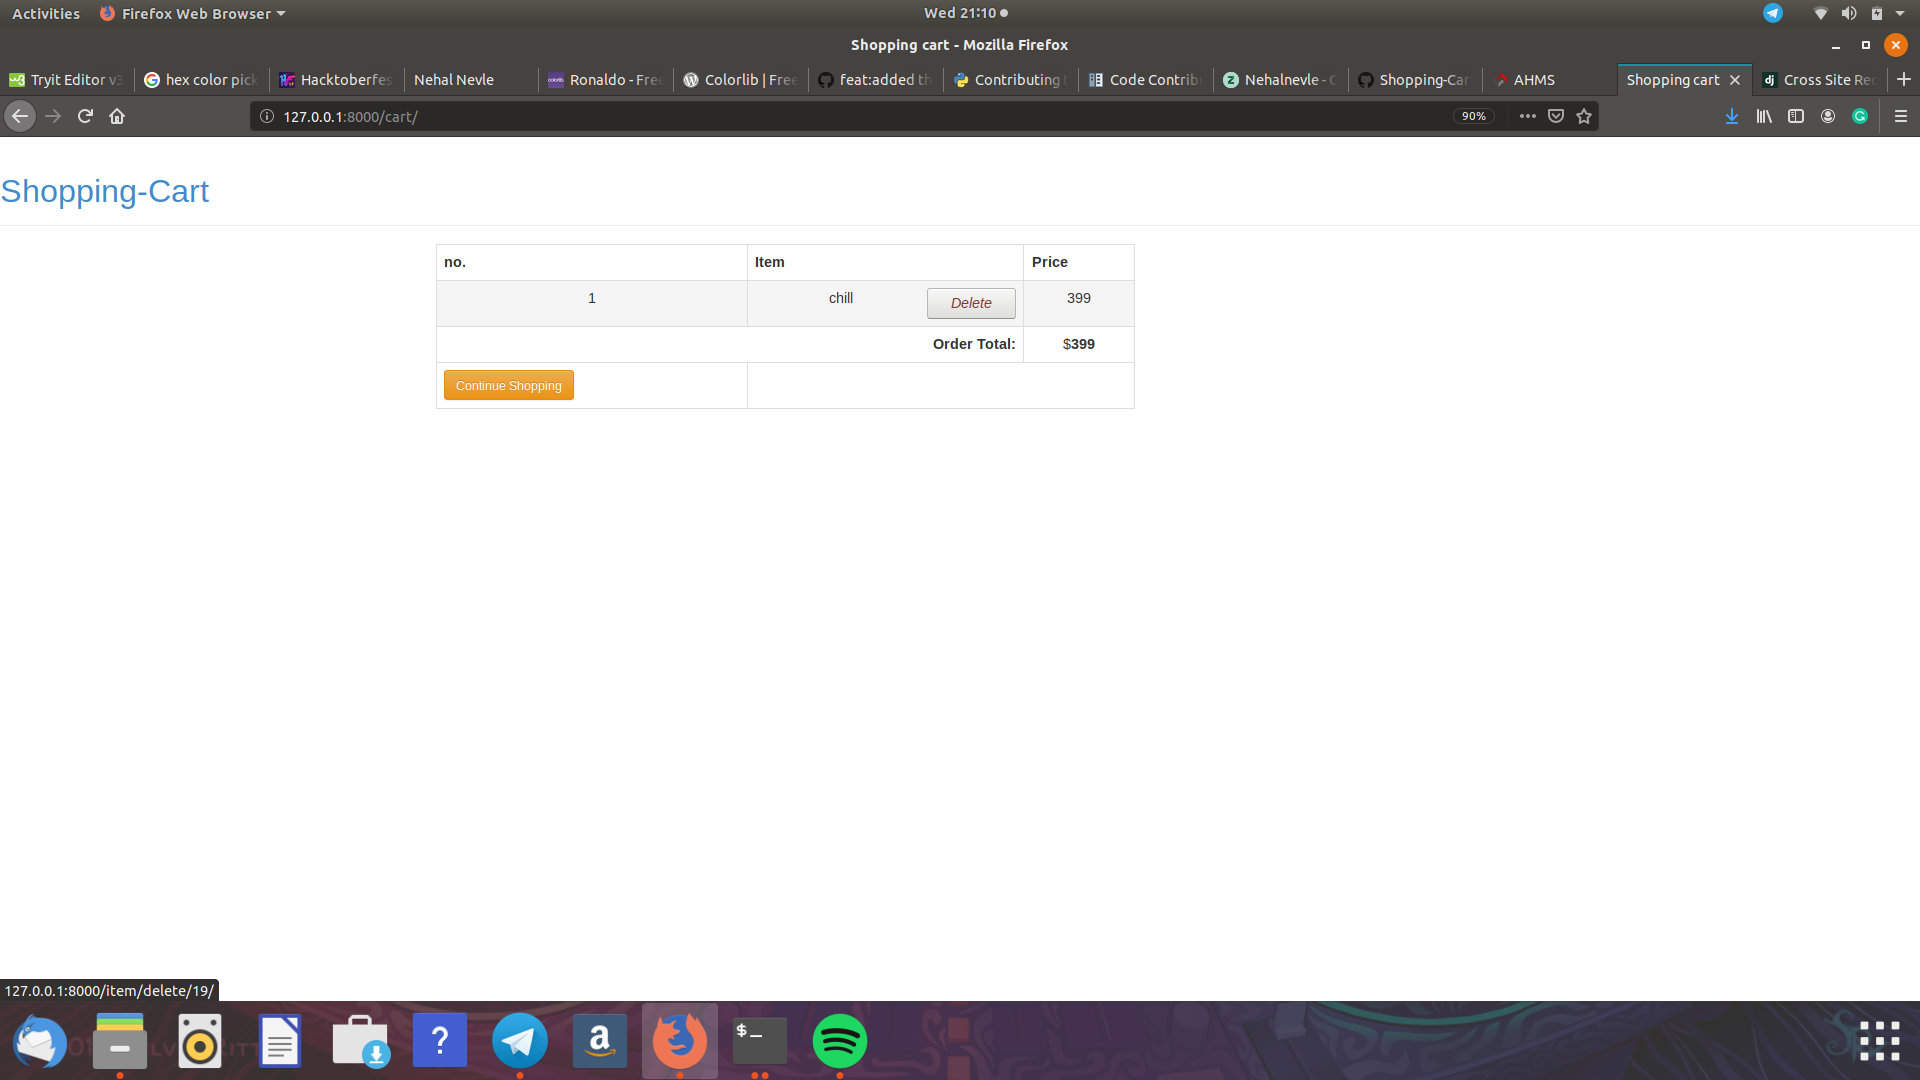 Activities Firefox Web Browser Wed 21:10
Shopping cart - Mozilla Firefox
Tryit Editor v3 hex color pick Hacktoberfes Nehal Nevle Ronaldo - Free Colorlib | Free feat:added th Contributing Code Contrib Nehalnevle - Shopping-Car AHMS Shopping cart Cross Site Rec
127.0.0.1:8000/cart/ 90%
Shopping-Cart
no. Item Price
1 chill Delete 399
Order Total: $399
Continue Shopping
127.0.0.1:8000/item/delete/19/